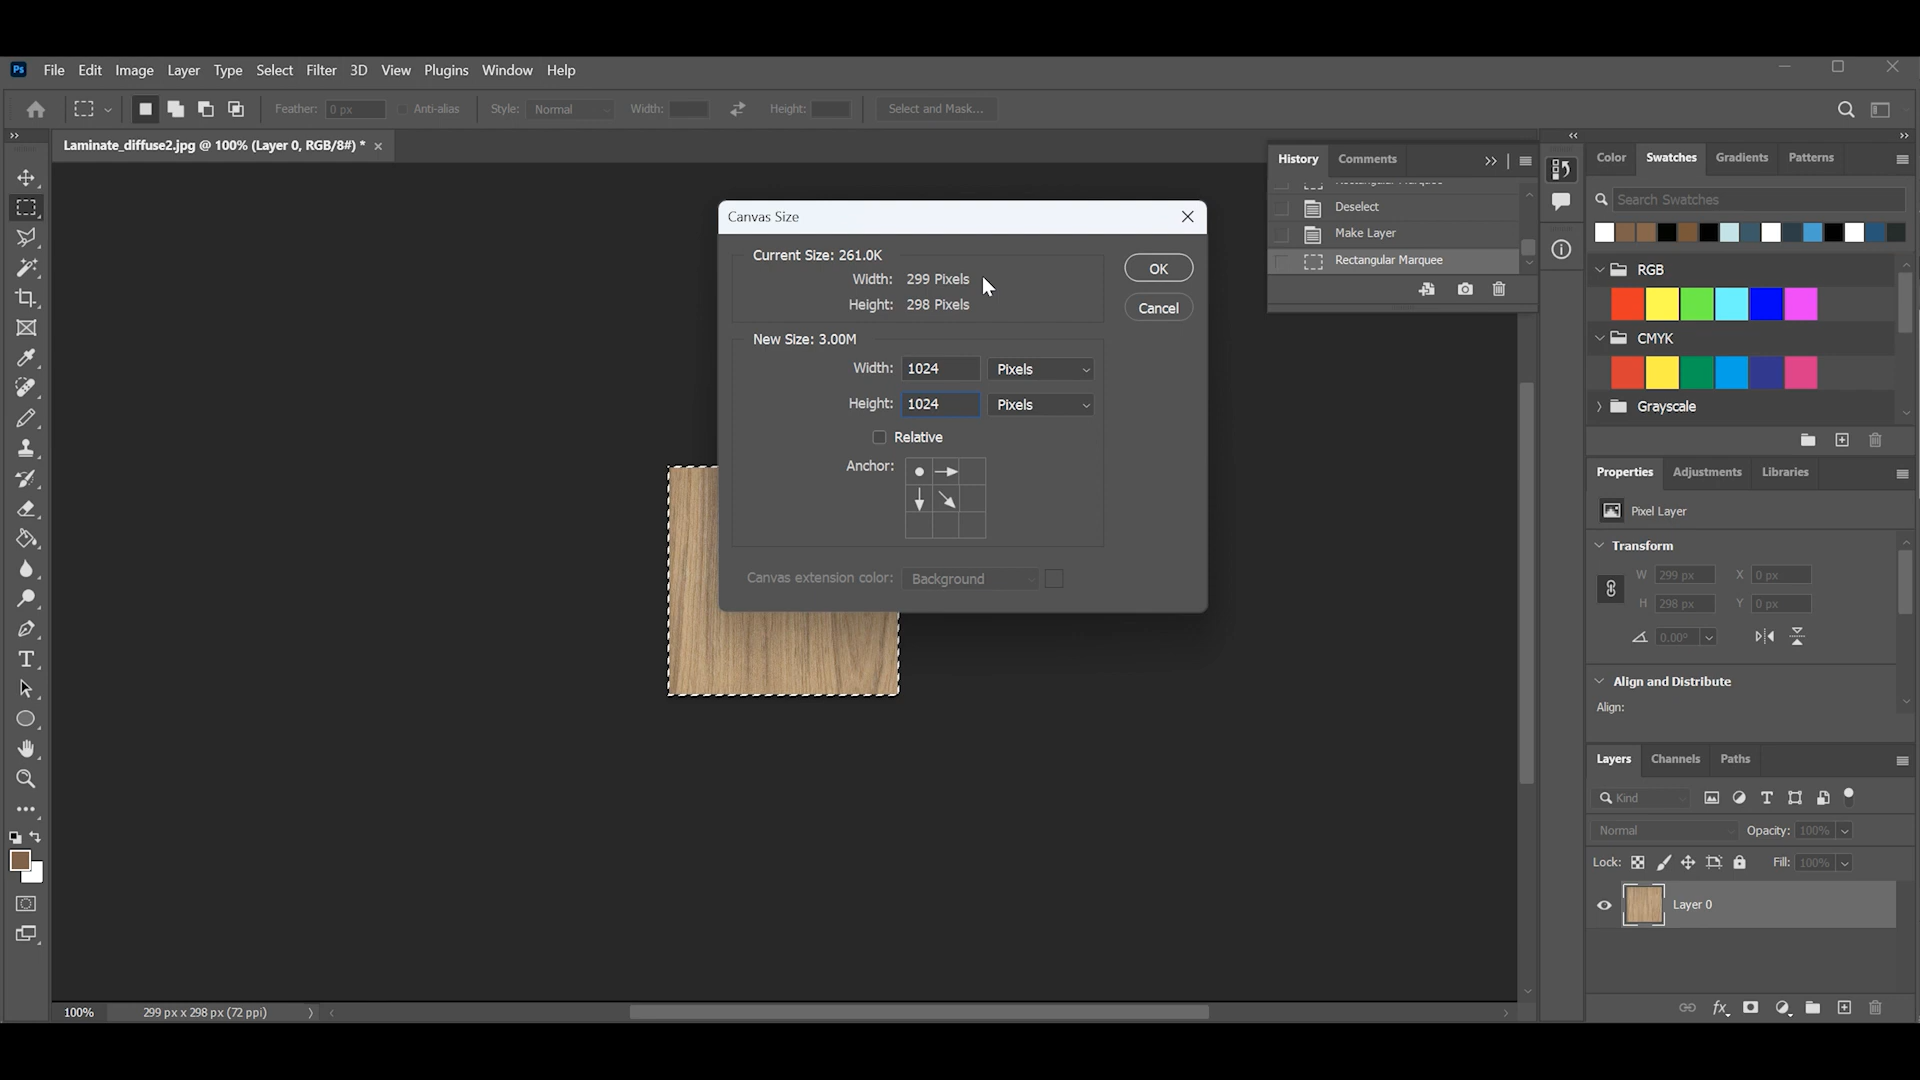 Ps File Edit Image Layer Type Select Filter 3D View Plugins Window Help
Feather: 0 px Anti-alias Style: Normal Width: Height: Select and Mask...
Laminate_diffuse2.jpg @ 100% (Layer 0, RGB/8#) *
History Comments
Rectangular Marquee
Deselect
Make Layer
Rectangular Marquee
Canvas Size
Current Size: 261.0K
Width: 299 Pixels
Height: 298 Pixels
OK
Cancel
New Size: 3.00M
Width: 1024 Pixels
Height: 1024 Pixels
Relative
Anchor:
Canvas extension color: Background
Color Swatches Gradients Patterns
Search Swatches
RGB
CMYK
Grayscale
Properties Adjustments Libraries
Pixel Layer
Transform
W 299 px X 0 px
H 298 px Y 0 px
0.00°
Align and Distribute
Align:
Layers Channels Paths
Kind
Normal Opacity: 100%
Lock: Fill: 100%
Layer 0
fx
100% 299 px x 298 px (72 ppi)